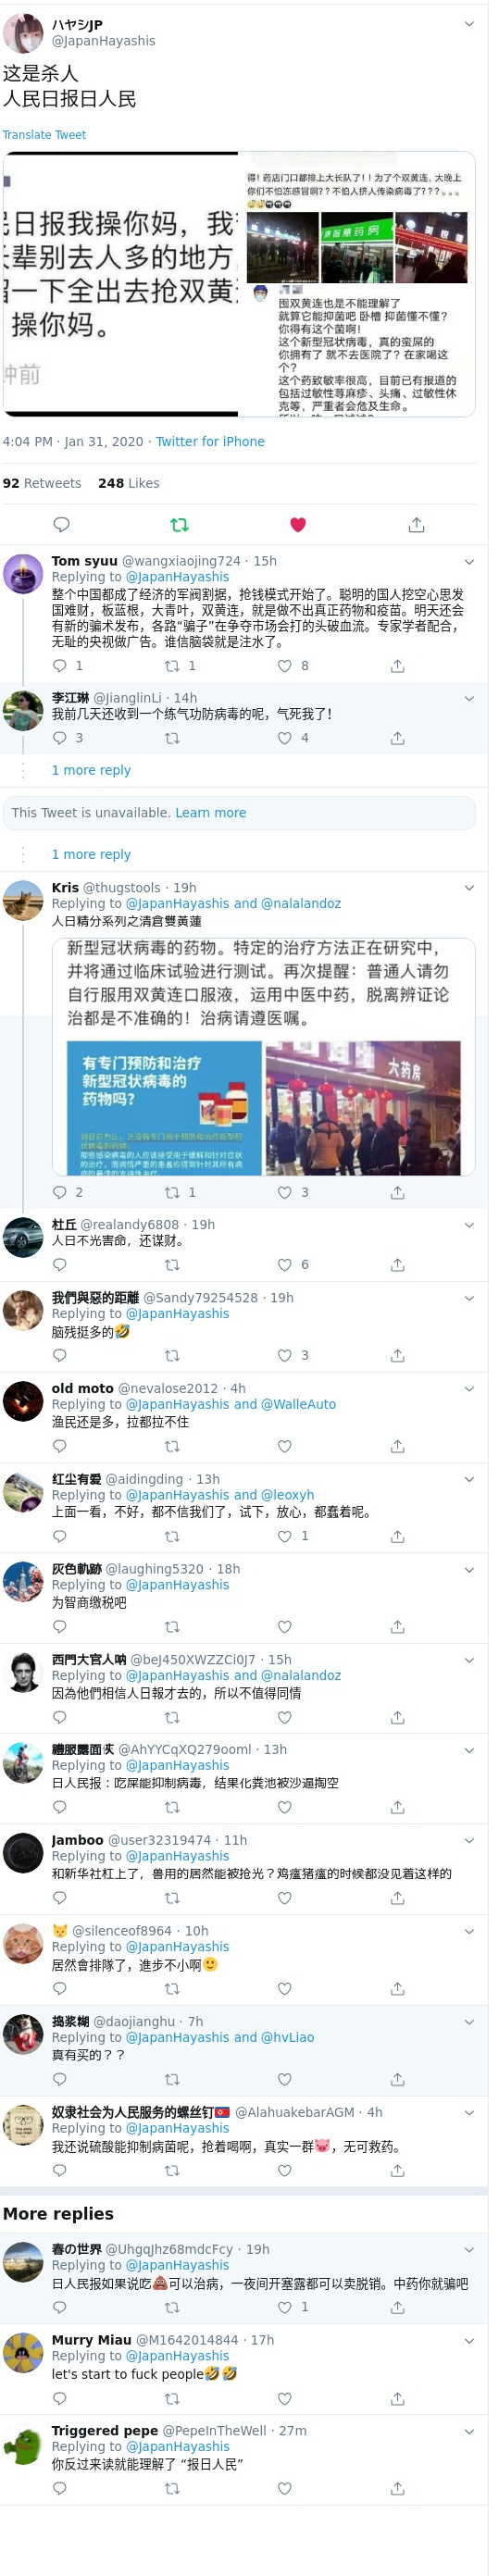 ハヤシJP
@JapanHayashis
这是杀人
人民日报日人民
Translate Tweet
日报我操你妈，我
辈别去人多的地方
一下全出去抢双黄
操你妈。
钟前
得！药店门口都排上大长队了！！为了个双黄连，大晚上
你们不怕冻感冒啊？？不怕人挤人传染病毒了？？？。。。
囤双黄连也是不能理解了
就算它能抑菌吧 卧槽 抑菌懂不懂?
你得有这个菌啊!
这个新型冠状病毒，真的蛮屌的
你拥有了 就不去医院了? 在家喝这
个?
这个药致敏率很高，目前已有报道的
包括过敏性荨麻疹、头痛、过敏性休
克等，严重者会危及生命。
4:04 PM · Jan 31, 2020 · Twitter for iPhone
92 Retweets 248 Likes
Tom syuu @wangxiaojing724 · 15h
Replying to @JapanHayashis
整个中国都成了经济的军阀割据，抢钱模式开始了。聪明的国人挖空心思发
国难财，板蓝根，大青叶，双黄连，就是做不出真正药物和疫苗。明天还会
有新的骗术发布，各路“骗子”在争夺市场会打的头破血流。专家学者配合，
无耻的央视做广告。谁信脑袋就是注水了。
1 1 8
李江琳 @JianglinLi · 14h
我前几天还收到一个练气功防病毒的呢，气死我了！
3 4
1 more reply
This Tweet is unavailable. Learn more
1 more reply
Kris @thugstools · 19h
Replying to @JapanHayashis and @nalalandoz
人日精分系列之清倉雙黃蓮
新型冠状病毒的药物。特定的治疗方法正在研究中，
并将通过临床试验进行测试。再次提醒：普通人请勿
自行服用双黄连口服液，运用中医中药，脱离辨证论
治都是不准确的！治病请遵医嘱。
有专门预防和治疗
新型冠状病毒的
药物吗?
大药房
2 1 3
杜丘 @realandy6808 · 19h
人日不光害命，还谋财。
6
我們與惡的距離 @Sandy79254528 · 19h
Replying to @JapanHayashis
脑残挺多的🤣
3
old moto @nevalose2012 · 4h
Replying to @JapanHayashis and @WalleAuto
渔民还是多，拉都拉不住
红尘有爱 @aidingding · 13h
Replying to @JapanHayashis and @leoxyh
上面一看，不好，都不信我们了，试下，放心，都蠢着呢。
1
灰色軌跡 @laughing5320 · 18h
Replying to @JapanHayashis
为智商缴税吧
西門大官人呐 @beJ450XWZZCi0J7 · 15h
Replying to @JapanHayashis and @nalalandoz
因為他們相信人日報才去的，所以不值得同情
@AhYYCqXQ279ooml · 13h
Replying to @JapanHayashis
日人民报：吃屎能抑制病毒，结果化粪池被沙逼掏空
Jamboo @user32319474 · 11h
Replying to @JapanHayashis
和新华社杠上了，兽用的居然能被抢光？鸡瘟猪瘟的时候都没见着这样的
🐱 @silenceof8964 · 10h
Replying to @JapanHayashis
居然會排隊了，進步不小啊🙂
捣浆糊 @daojianghu · 7h
Replying to @JapanHayashis and @hvLiao
真有买的？？
奴隶社会为人民服务的螺丝钉🇰🇵 @AlahuakebarAGM · 4h
Replying to @JapanHayashis
我还说硫酸能抑制病菌呢，抢着喝啊，真实一群🐷，无可救药。
More replies
春の世界 @UhgqJhz68mdcFcy · 19h
Replying to @JapanHayashis
日人民报如果说吃💩可以治病，一夜间开塞露都可以卖脱销。中药你就骗吧
1
Murry Miau @M1642014844 · 17h
Replying to @JapanHayashis
let's start to fuck people🤣🤣
Triggered pepe @PepeInTheWell · 27m
Replying to @JapanHayashis
你反过来读就能理解了 “报日人民”